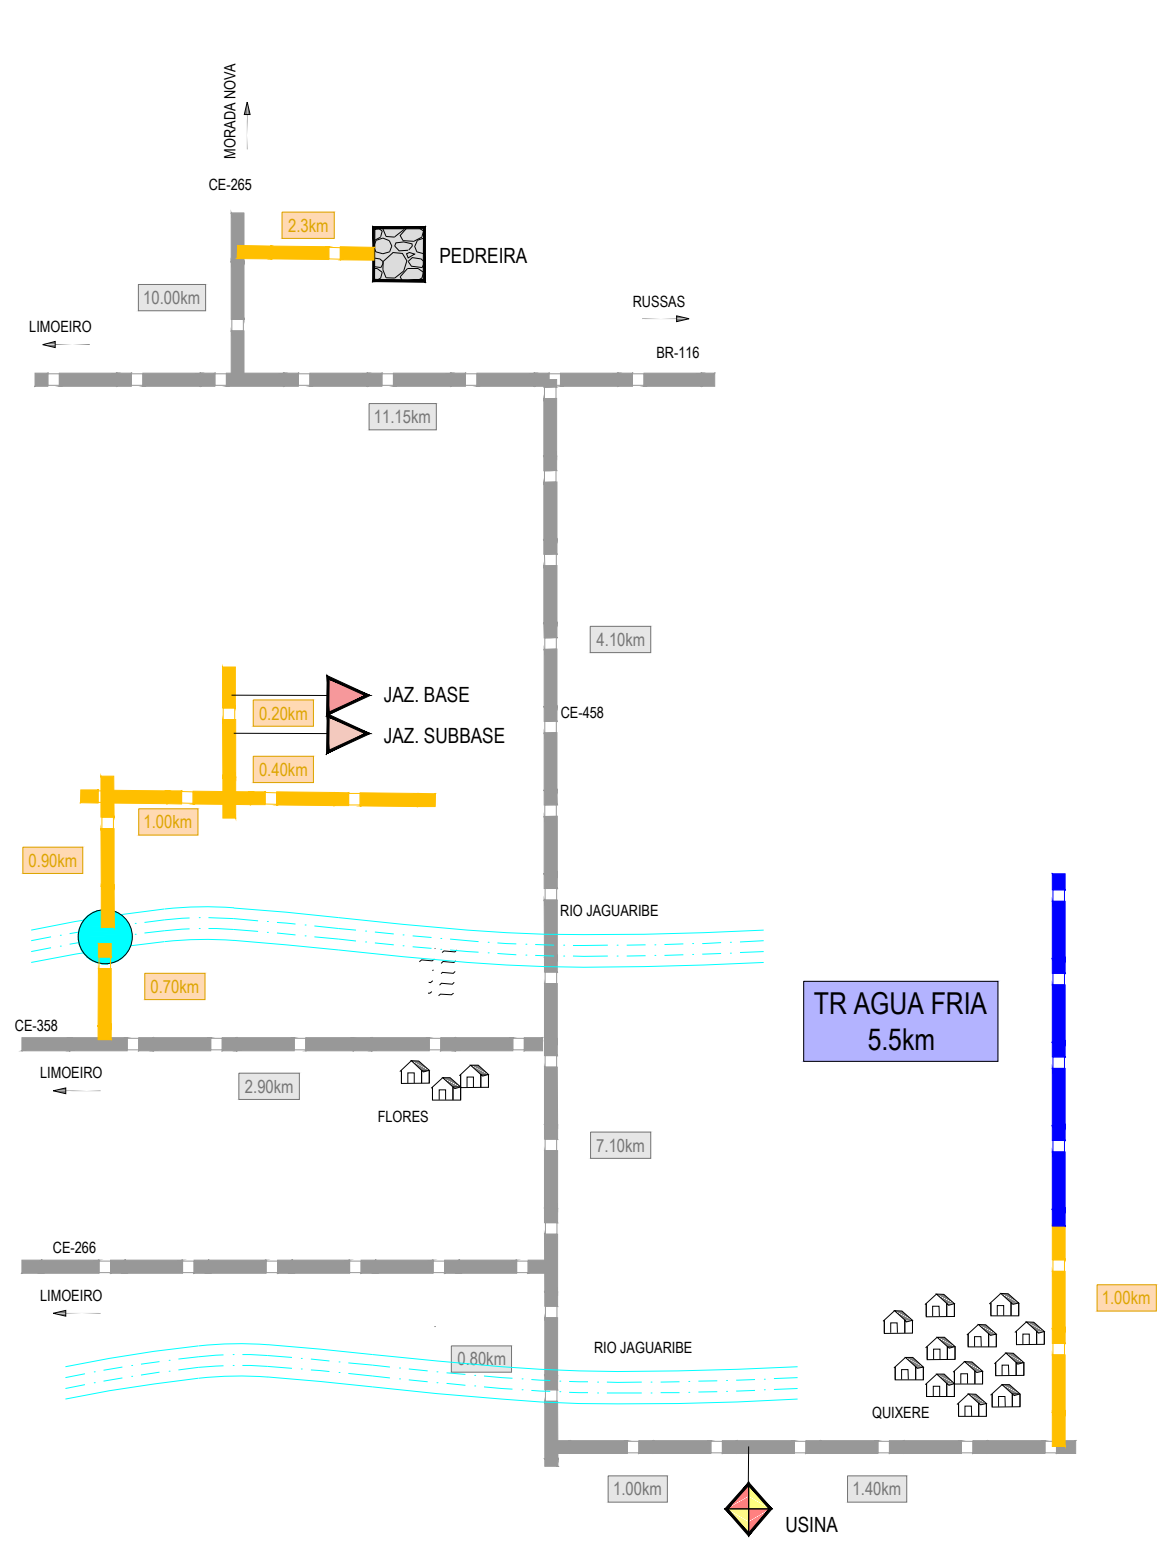 MORADA NOVA
CE-265
2.3km
PEDREIRA
10.00km
RUSSAS
LIMOEIRO
BR-116
11.15km
4.10km
JAZ. BASE
0.20km
CE-458
JAZ. SUBBASE
0.40km
1.00km
0.90km
RIO JAGUARIBE
0.70km
TR AGUA FRIA
5.5km
CE-358
LIMOEIRO
2.90km
FLORES
7.10km
CE-266
LIMOEIRO
1.00km
RIO JAGUARIBE
0.80km
QUIXERE
1.00km
1.40km
USINA